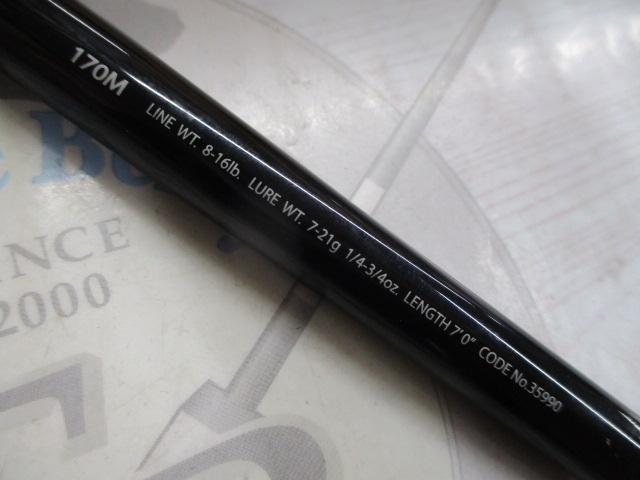 170M LINE WT. 8-16lb. LURE WT. 7-21g 1/4-3/4oz. LENGTH 7'0" CODE No.35990
e Be
NCE
2000